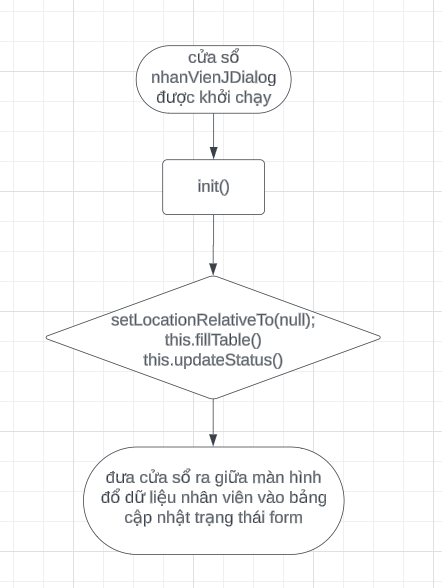 cửa sổ
nhanVienJDialog
được khởi chạy
init()
setLocationRelativeTo(null);
this.fillTable()
this.updateStatus()
đưa cửa sổ ra giữa màn hình
đổ dữ liệu nhân viên vào bảng
cập nhật trạng thái form